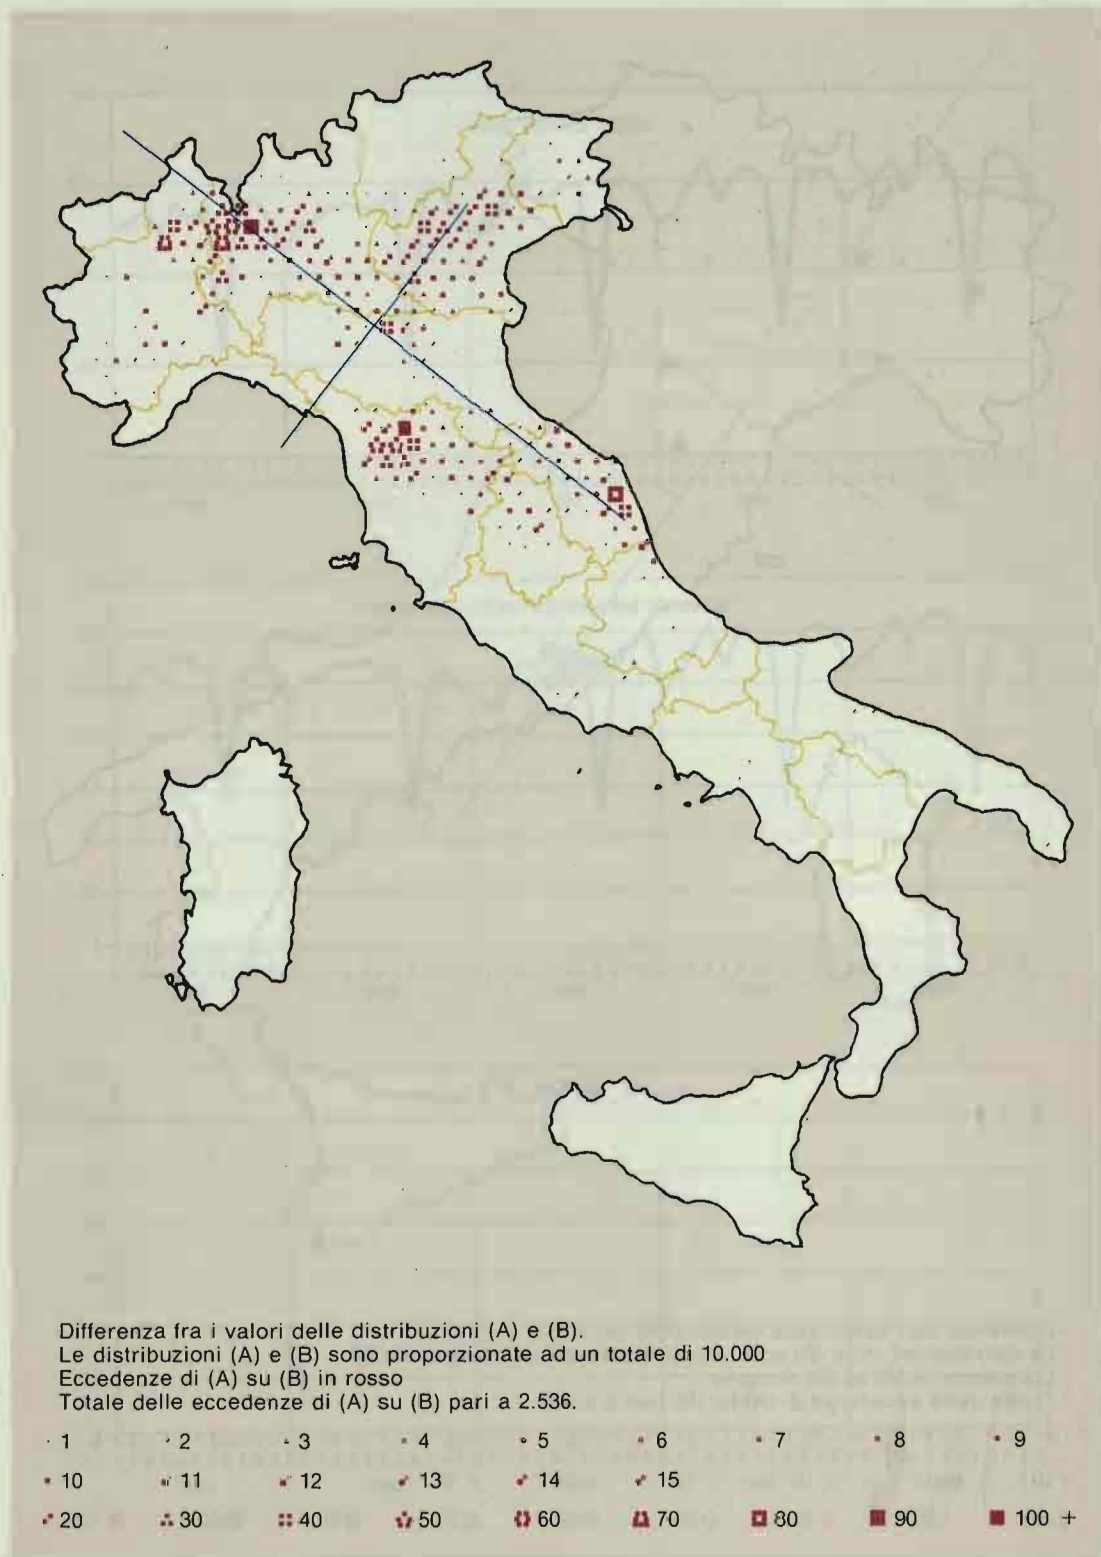 Differenza fra i valori delle distribuzioni (A) e (B).
Le distribuzioni (A) e (B) sono proporzionate ad un totale di 10.000
Eccedenze di (A) su (B) in rosso
Totale delle eccedenze di (A) su (B) pari a 2.536.
1 2 3 4 5 6 7 8 9
10 11 12 13 14 15
20 30 40 50 60 70 80 90 100 +